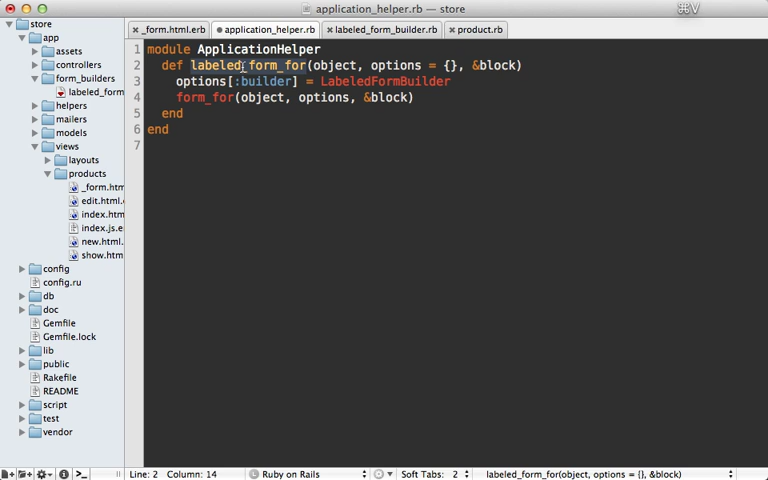 application_helper.rb — store
⌘V
store
app
assets
controllers
form_builders
labeled_form
helpers
mailers
models
views
layouts
products
_form.htm
edit.html.
index.htm
index.js.e
new.html.
show.htm
config
config.ru
db
doc
Gemfile
Gemfile.lock
lib
public
Rakefile
README
script
test
vendor
_form.html.erb application_helper.rb labeled_form_builder.rb product.rb
1 module ApplicationHelper
2 def labeled_form_for(object, options = {}, &block)
3 options[:builder] = LabeledFormBuilder
4 form_for(object, options, &block)
5 end
6 end
7
Line: 2 Column: 14 Ruby on Rails Soft Tabs: 2 labeled_form_for(object, options = {}, &block)